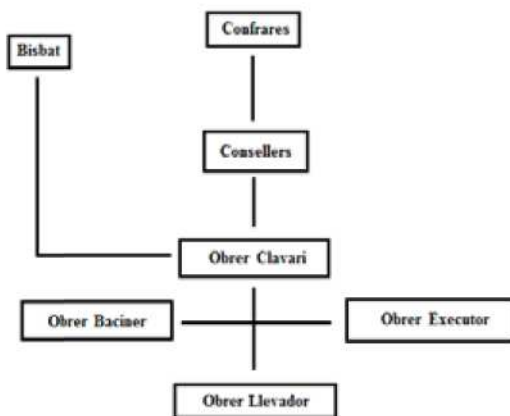 Confrares
Bisbat
Consellers
Obrer Clavari
Obrer Baciner
Obrer Executor
Obrer Llevador